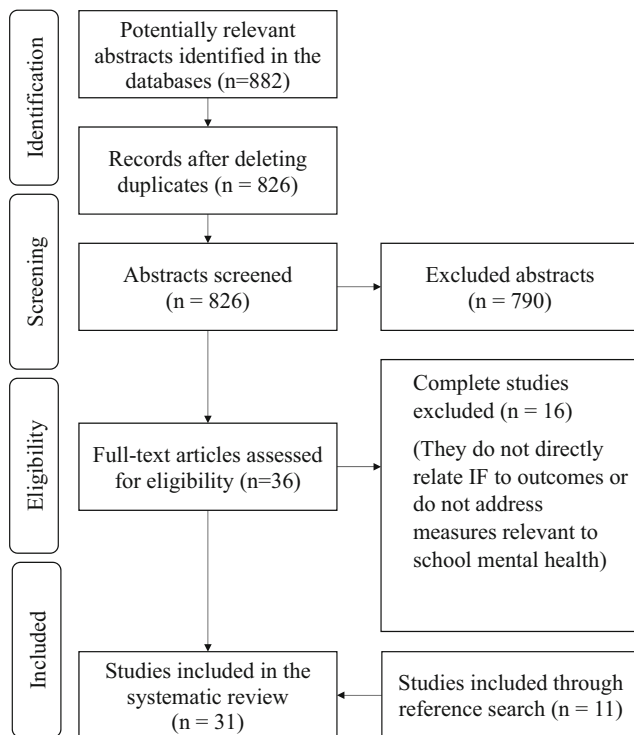 Identification
Potentially relevant
abstracts identified in the
databases (n=882)
Records after deleting
duplicates (n = 826)
Screening
Abstracts screened
(n = 826)
Excluded abstracts
(n = 790)
Eligibility
Full-text articles assessed
for eligibility (n=36)
Complete studies
excluded (n = 16)
(They do not directly
relate IF to outcomes or
do not address
measures relevant to
school mental health)
Included
Studies included in the
systematic review
(n = 31)
Studies included through
reference search (n = 11)